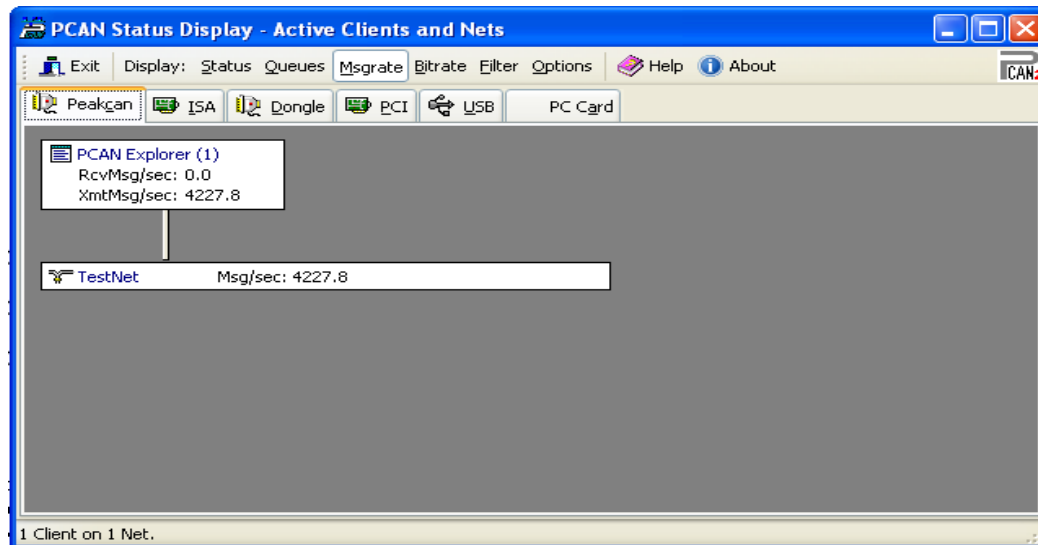 PCAN Status Display - Active Clients and Nets
Exit Display: Status Queues Msgrate Bitrate Filter Options Help About
CAN
Peakcan ISA Dongle PCI USB PC Card
PCAN Explorer (1)
RcvMsg/sec: 0.0
XmtMsg/sec: 4227.8
TestNet Msg/sec: 4227.8
1 Client on 1 Net.